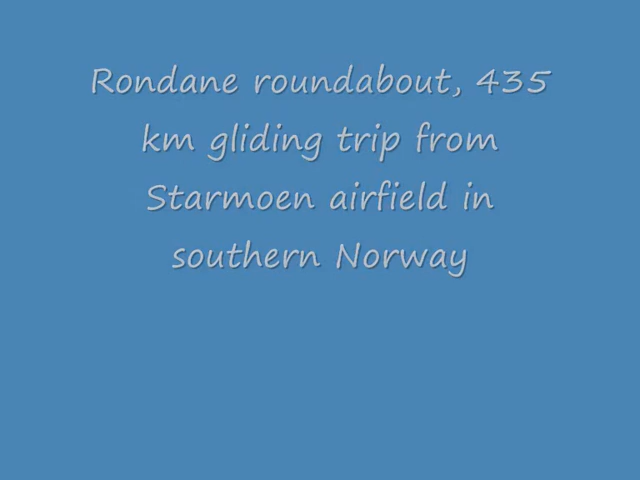 Rondane roundabout, 435
km gliding trip from
Starmoen airfield in
southern Norway